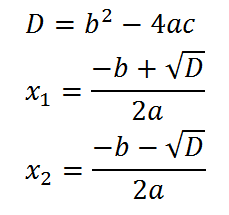 D = b² − 4ac
x₁ = (−b + √D) / 2a
x₂ = (−b − √D) / 2a